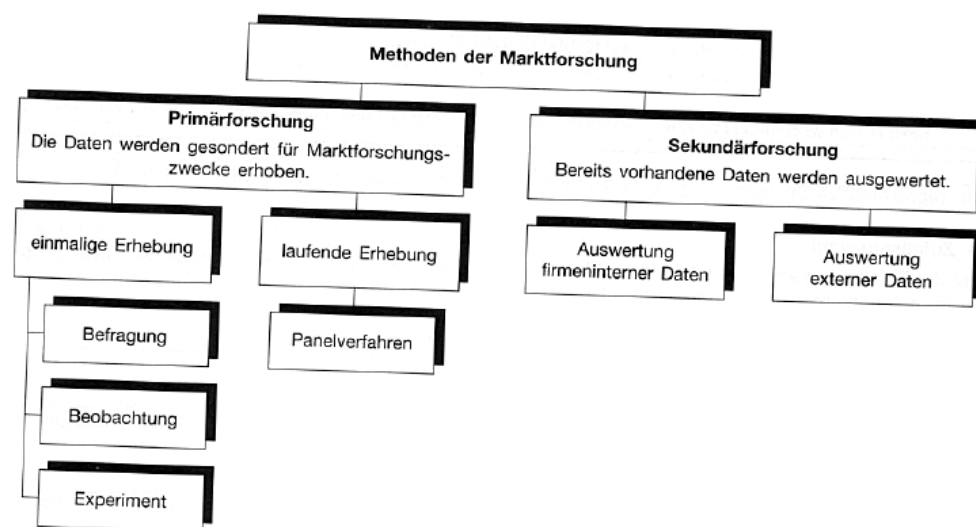 Methoden der Marktforschung
Primärforschung
Die Daten werden gesondert für Marktforschungs-
zwecke erhoben.
Sekundärforschung
Bereits vorhandene Daten werden ausgewertet.
einmalige Erhebung
laufende Erhebung
Auswertung
firmeninterner Daten
Auswertung
externer Daten
Befragung
Panelverfahren
Beobachtung
Experiment